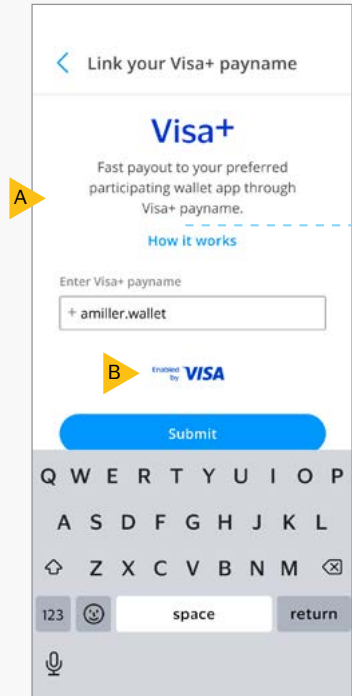 Link your Visa+ payname
Visa+
A
Fast payout to your preferred
participating wallet app through
Visa+ payname.
How it works
Enter Visa+ payname
+ amiller.wallet
B
Enabled
by VISA
Submit
Q W E R T Y U I O P
A S D F G H J K L
Z X C V B N M
123 space return